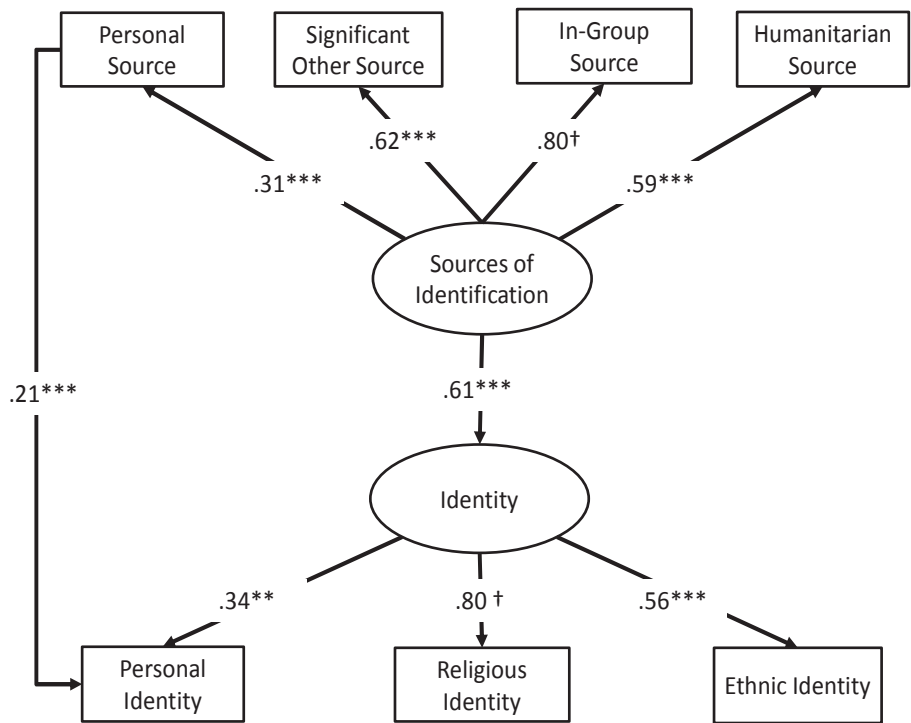 Personal
Source
Significant
Other Source
In-Group
Source
Humanitarian
Source
.31***
.62***
.80†
.59***
Sources of
Identification
.21***
.61***
Identity
.34**
.80 †
.56***
Personal
Identity
Religious
Identity
Ethnic Identity